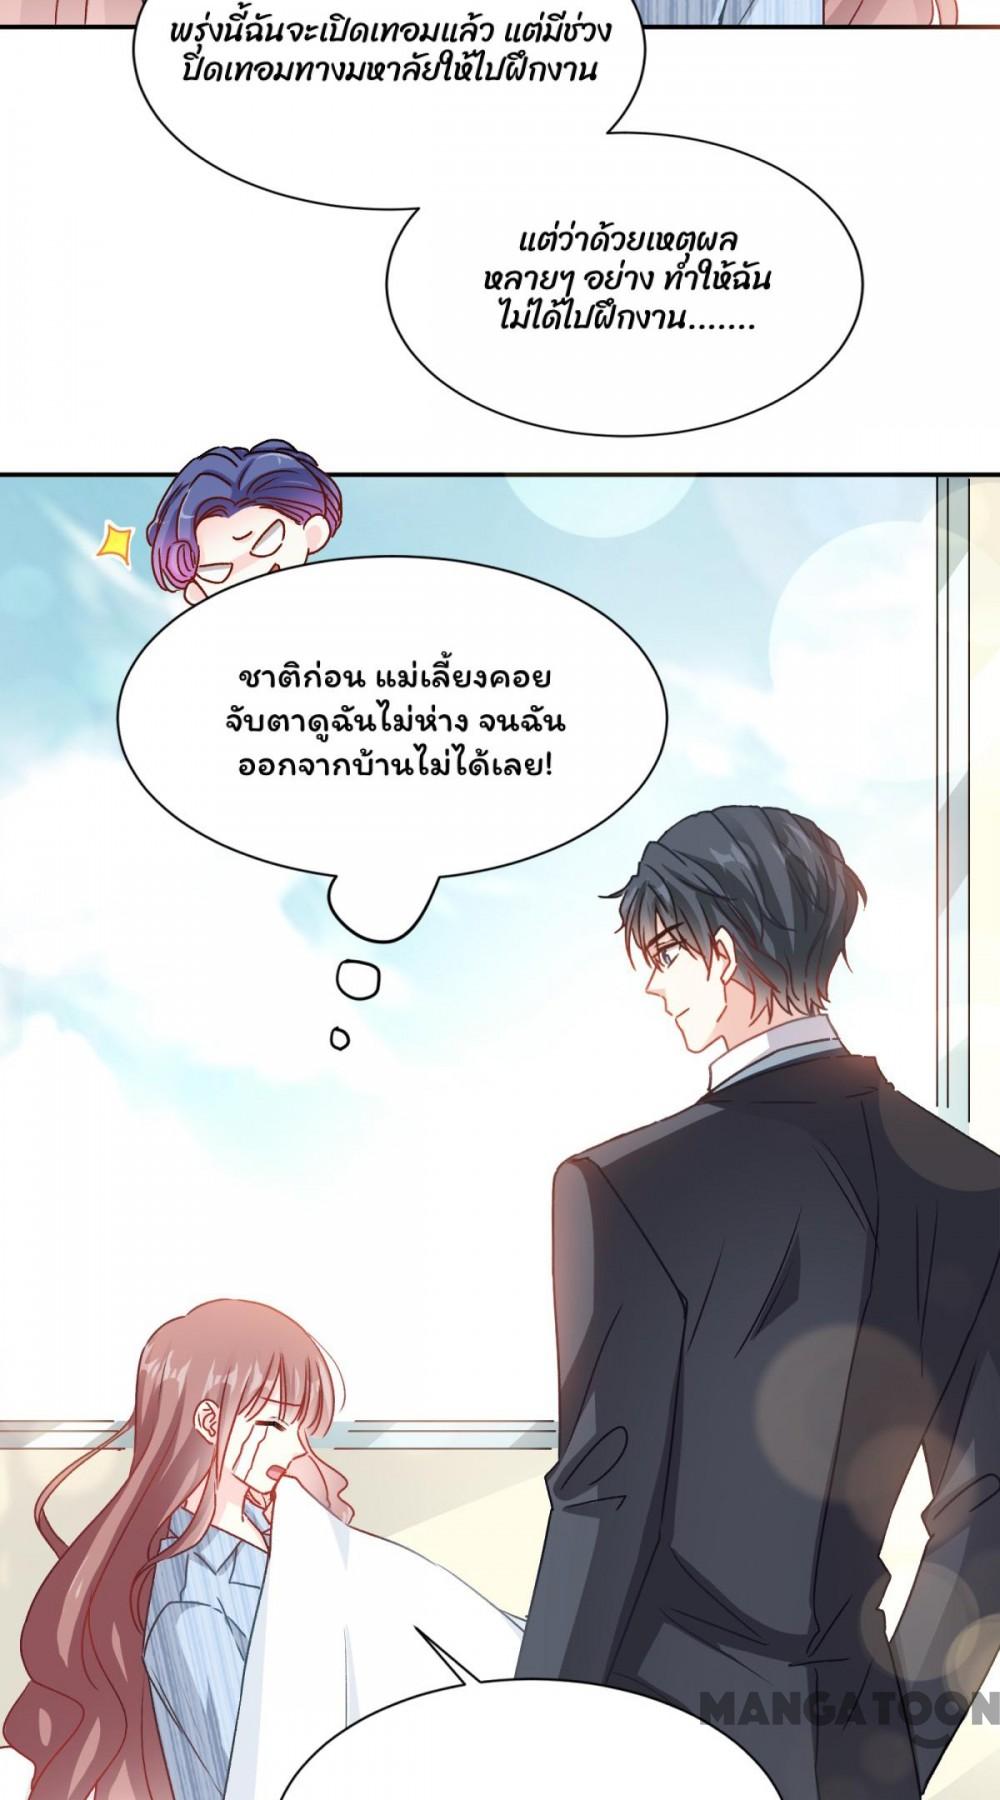 พรุ่งนี้ฉันจะเปิดเทอมแล้ว แต่มีช่วง
ปิดเทอมทางมหาลัยให้ไปฝึกงาน
แต่ว่าด้วยเหตุผล
หลายๆ อย่าง ทำให้ฉัน
ไม่ได้ไปฝึกงาน.......
ชาติก่อน แม่เลี้ยงคอย
จับตาดูฉันไม่ห่าง จนฉัน
ออกจากบ้านไม่ได้เลย!
MANGATOON